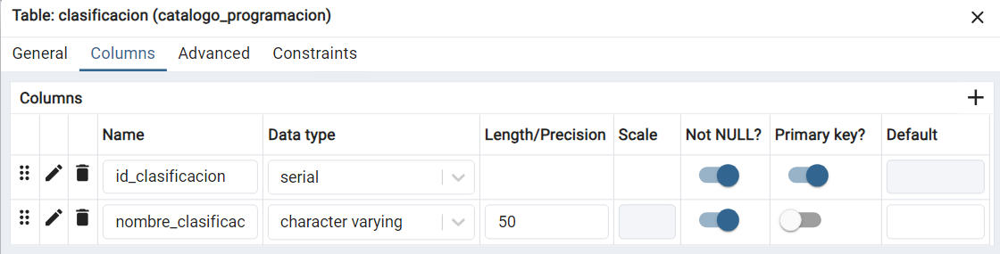 Table: clasificacion (catalogo_programacion)
General Columns Advanced Constraints
Columns
Name Data type Length/Precision Scale Not NULL? Primary key? Default
id_clasificacion serial
nombre_clasificac character varying 50